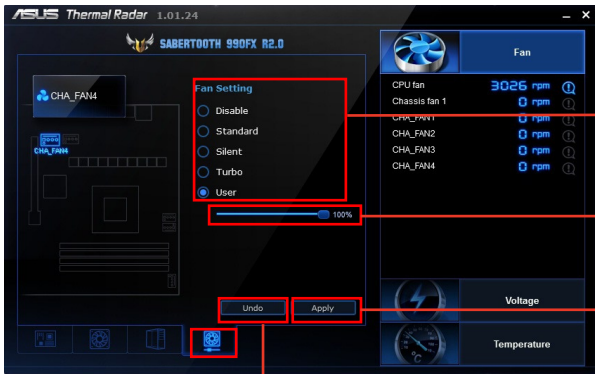 ASUS Thermal Radar 1.01.24
SABERTOOTH 990FX R2.0
CHA_FAN4
CHA_FAN4
Fan Setting
Disable
Standard
Silent
Turbo
User
100%
Undo
Apply
Fan
CPU fan 3026 rpm
Chassis fan 1 0 rpm
CHA_FAN1 0 rpm
CHA_FAN2 0 rpm
CHA_FAN3 0 rpm
CHA_FAN4 0 rpm
Voltage
°C
Temperature